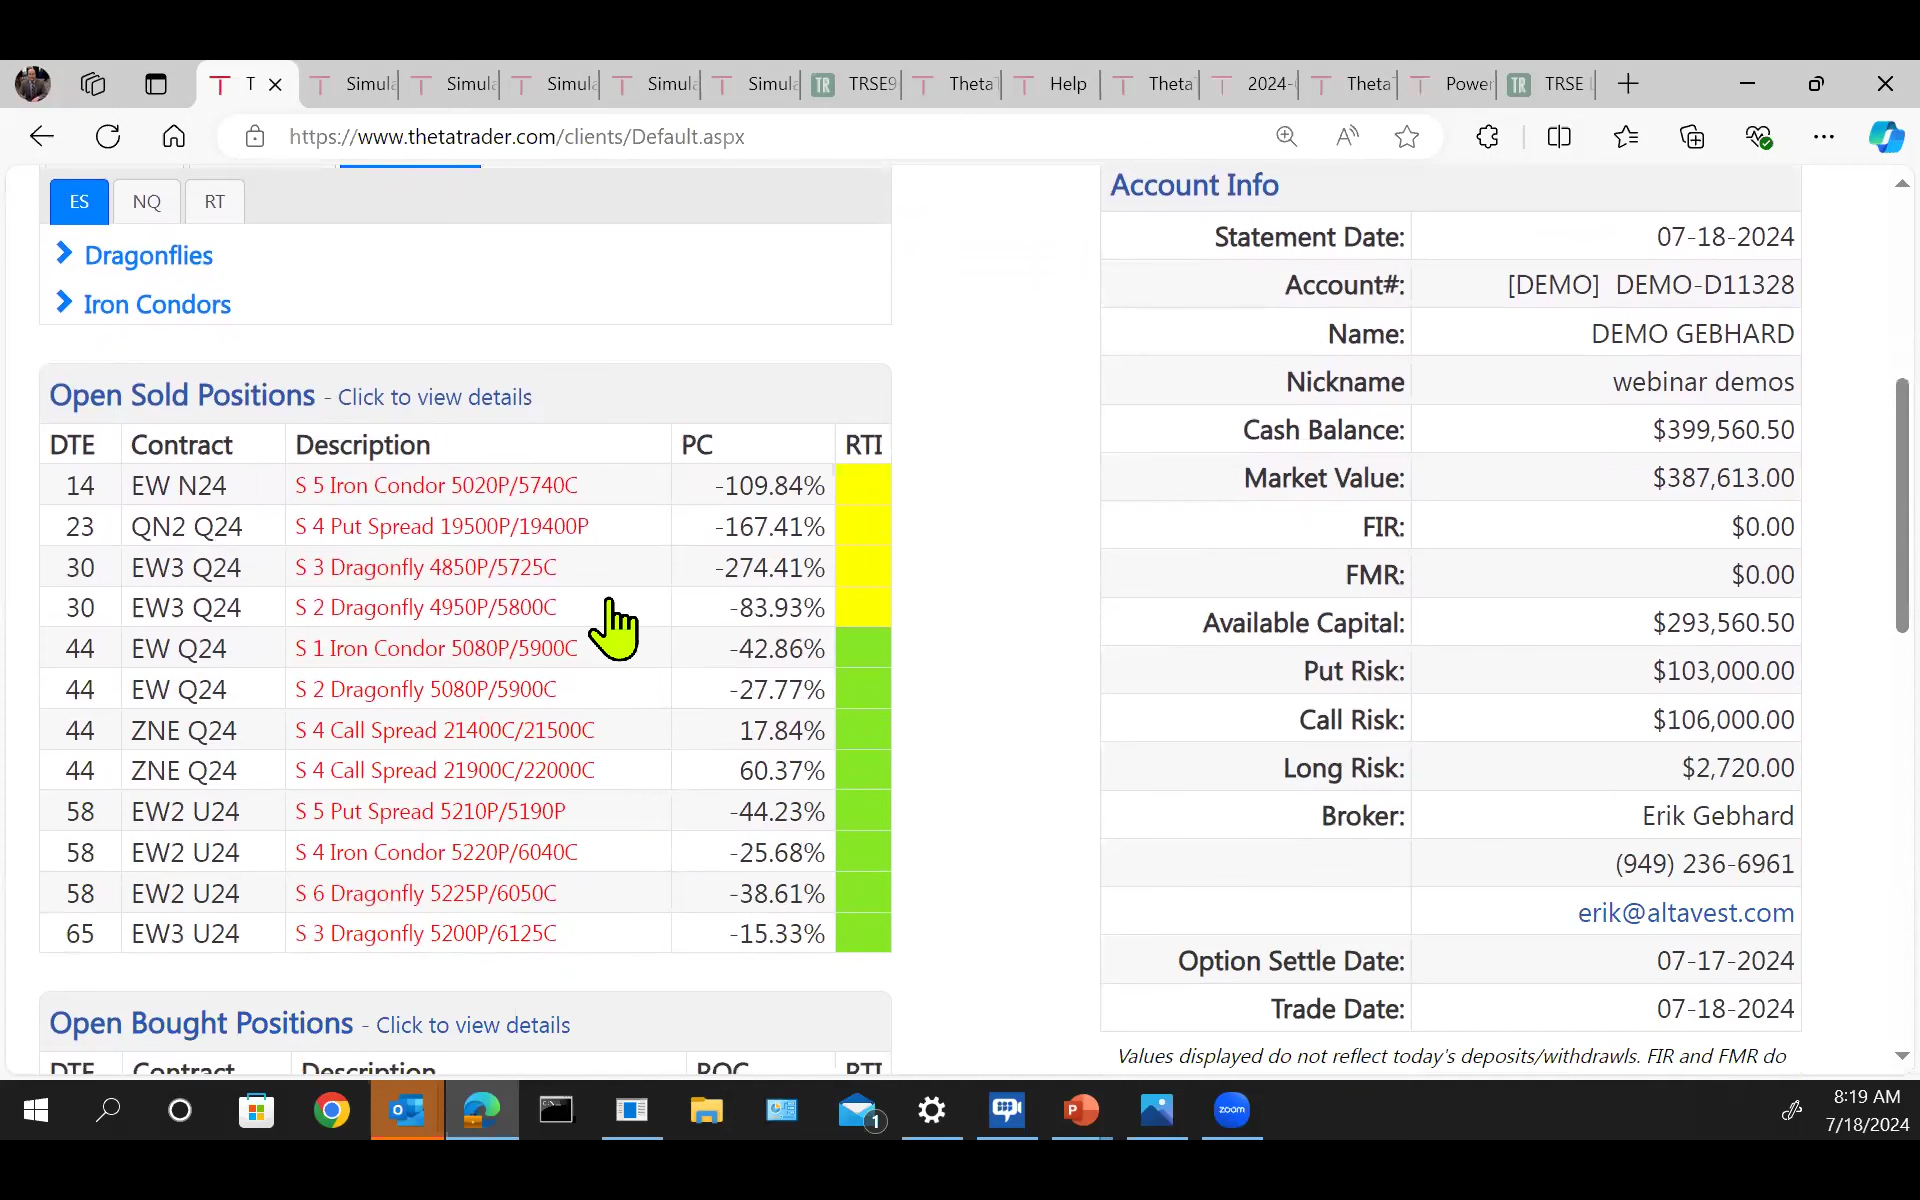 T Simula Simula Simula Simula Simula TRSE9 Theta Help Theta 2024- Theta Power TRSE
https://www.thetatrader.com/clients/Default.aspx
ES NQ RT
Dragonflies
Iron Condors
Open Sold Positions - Click to view details
DTE Contract Description PC RTI
14 EW N24 S 5 Iron Condor 5020P/5740C -109.84%
23 QN2 Q24 S 4 Put Spread 19500P/19400P -167.41%
30 EW3 Q24 S 3 Dragonfly 4850P/5725C -274.41%
30 EW3 Q24 S 2 Dragonfly 4950P/5800C -83.93%
44 EW Q24 S 1 Iron Condor 5080P/5900C -42.86%
44 EW Q24 S 2 Dragonfly 5080P/5900C -27.77%
44 ZNE Q24 S 4 Call Spread 21400C/21500C 17.84%
44 ZNE Q24 S 4 Call Spread 21900C/22000C 60.37%
58 EW2 U24 S 5 Put Spread 5210P/5190P -44.23%
58 EW2 U24 S 4 Iron Condor 5220P/6040C -25.68%
58 EW2 U24 S 6 Dragonfly 5225P/6050C -38.61%
65 EW3 U24 S 3 Dragonfly 5200P/6125C -15.33%
Open Bought Positions - Click to view details
DTE Contract Description ROC RTI
Account Info
Statement Date: 07-18-2024
Account#: [DEMO] DEMO-D11328
Name: DEMO GEBHARD
Nickname webinar demos
Cash Balance: $399,560.50
Market Value: $387,613.00
FIR: $0.00
FMR: $0.00
Available Capital: $293,560.50
Put Risk: $103,000.00
Call Risk: $106,000.00
Long Risk: $2,720.00
Broker: Erik Gebhard
(949) 236-6961
erik@altavest.com
Option Settle Date: 07-17-2024
Trade Date: 07-18-2024
Values displayed do not reflect today's deposits/withdrawls. FIR and FMR do
1
zoom
8:19 AM
7/18/2024